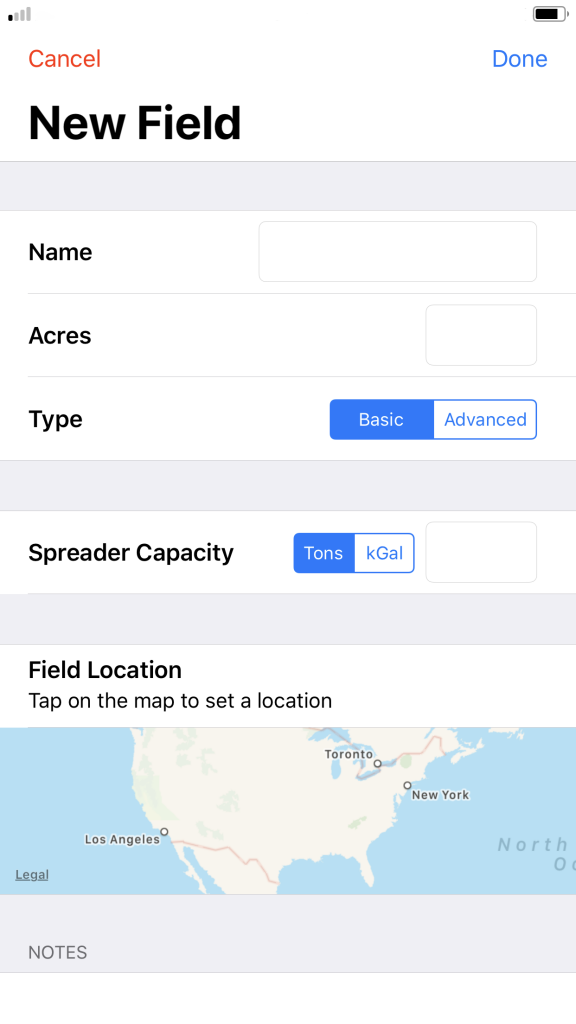 Cancel
Done
New Field
Name
Acres
Type
Basic
Advanced
Spreader Capacity
Tons
kGal
Field Location
Tap on the map to set a location
Toronto
New York
Los Angeles
North
Legal
NOTES